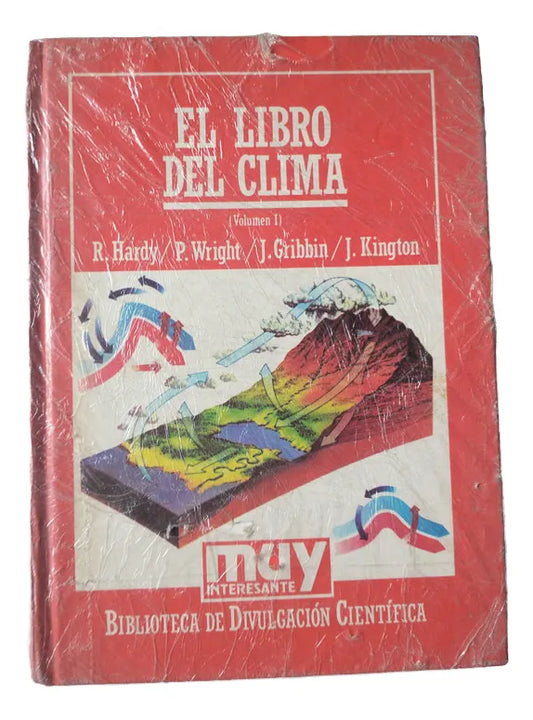 EL LIBRO
DEL CLIMA
(Volumen I)
R. Hardy / P. Wright / J. Gribbin / J. Kington
muy
INTERESANTE
BIBLIOTECA DE DIVULGACIÓN CIENTÍFICA